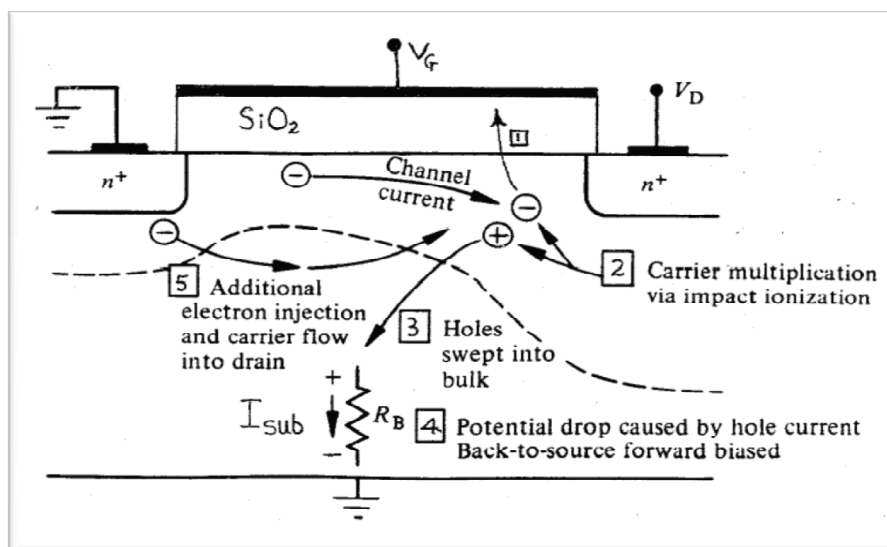 V_G
SiO₂
V_D
1
n⁺
Channel
current
n⁺
−
−
−
+
2 Carrier multiplication
via impact ionization
5 Additional
electron injection
and carrier flow
into drain
3 Holes
swept into
bulk
+
I_sub
R_B
−
4 Potential drop caused by hole current
Back-to-source forward biased